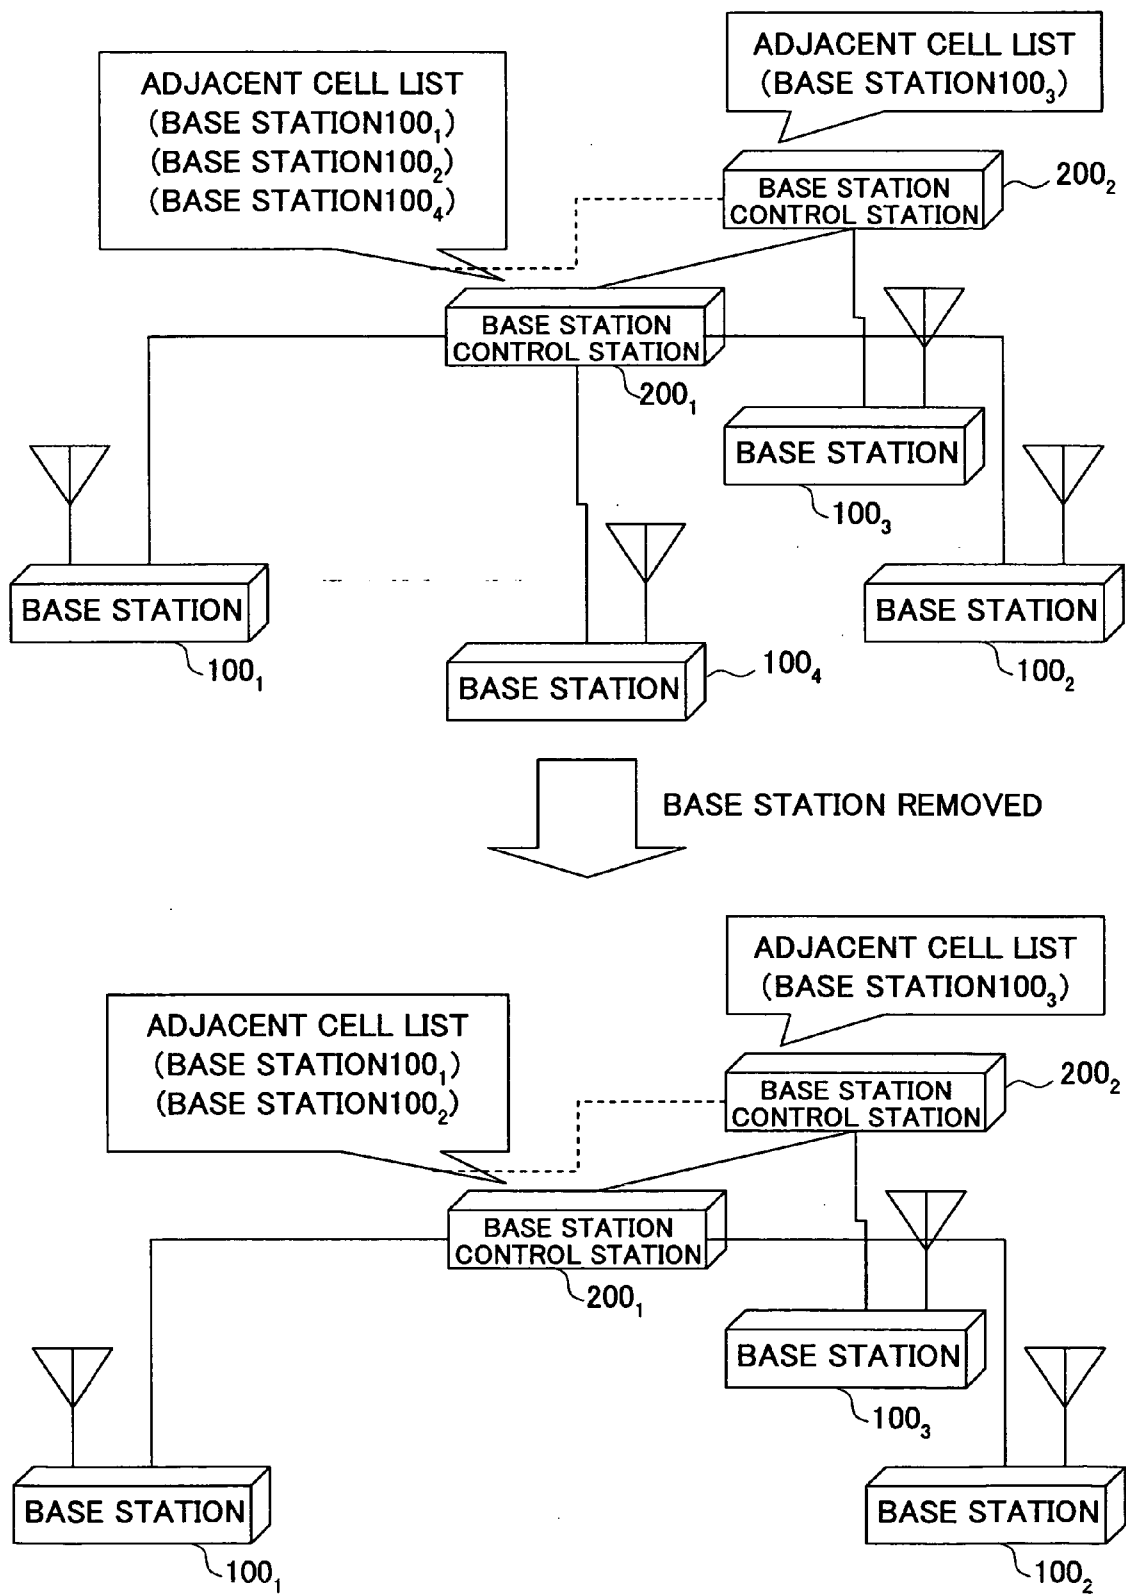 ADJACENT CELL LIST
(BASE STATION100₃)
ADJACENT CELL LIST
(BASE STATION100₁)
(BASE STATION100₂)
(BASE STATION100₄)
BASE STATION
CONTROL STATION
200₂
BASE STATION
CONTROL STATION
200₁
BASE STATION
100₃
BASE STATION
100₁
BASE STATION
100₂
BASE STATION
100₄
BASE STATION REMOVED
ADJACENT CELL LIST
(BASE STATION100₃)
ADJACENT CELL LIST
(BASE STATION100₁)
(BASE STATION100₂)
BASE STATION
CONTROL STATION
200₂
BASE STATION
CONTROL STATION
200₁
BASE STATION
100₃
BASE STATION
100₁
BASE STATION
100₂